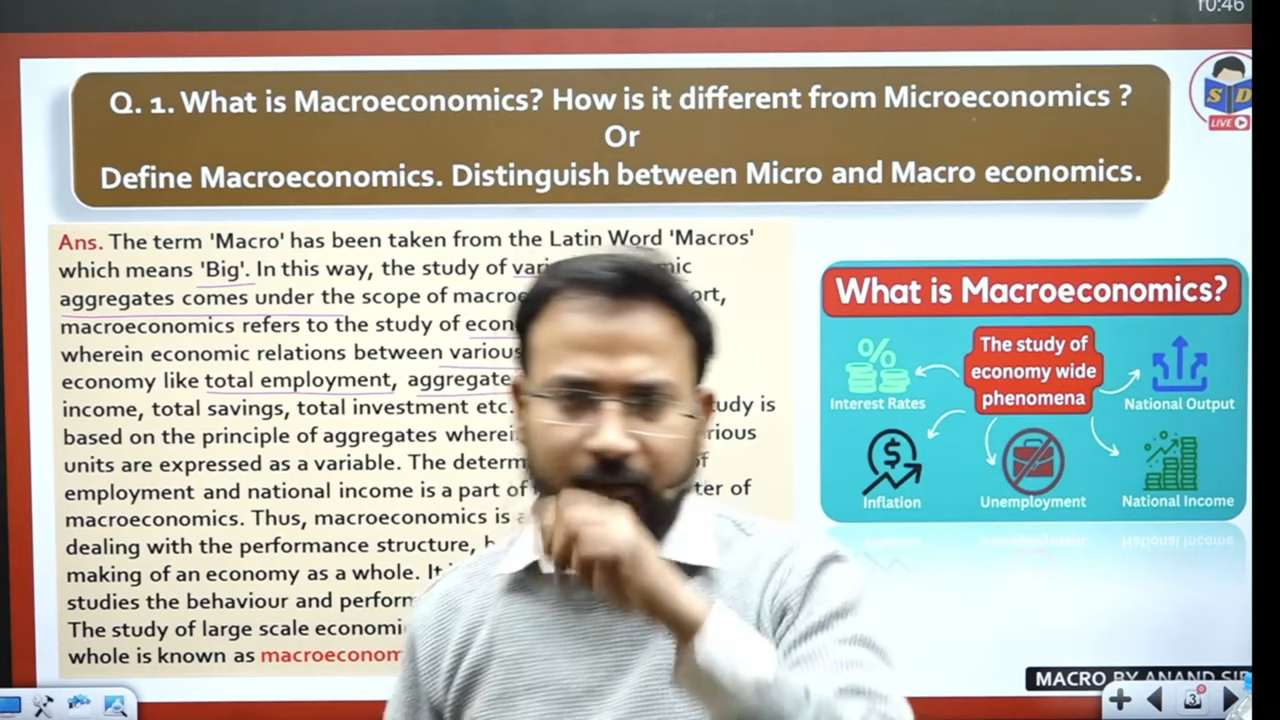 10:46
Q. 1. What is Macroeconomics? How is it different from Microeconomics ?
Or
Define Macroeconomics. Distinguish between Micro and Macro economics.
S D
LIVE
Ans. The term 'Macro' has been taken from the Latin Word 'Macros'
which means 'Big'. In this way, the study of
aggregates comes under the scope of
macroeconomics refers to the study of
wherein economic relations between various
economy like total employment, aggregate
income, total savings, total investment etc. is
based on the principle of aggregates
units are expressed as a variable. The
employment and national income is a part of of
macroeconomics. Thus, macroeconomics is
dealing with the performance structure,
making of an economy as a whole.
studies the behaviour and
The study of large scale
whole is known as
What is Macroeconomics?
The study of
economy wide
phenomena
Interest Rates
National Output
Inflation
Unemployment
National Income
MACRO BY ANAND
3